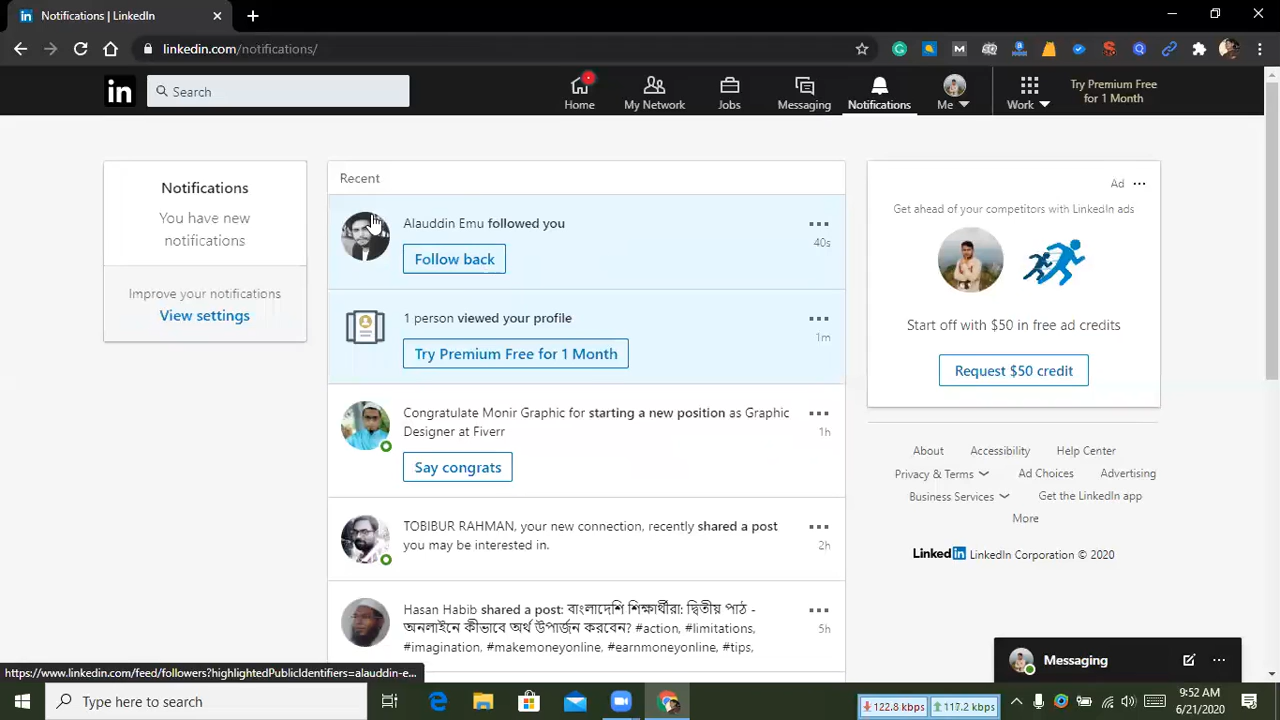 Notifications | LinkedIn
linkedin.com/notifications/
in
Search
Home
My Network
Jobs
Messaging
Notifications
Me
Work
Try Premium Free
for 1 Month
Notifications
You have new
notifications
Improve your notifications
View settings
Recent
Alauddin Emu followed you
40s
Follow back
1 person viewed your profile
1m
Try Premium Free for 1 Month
Congratulate Monir Graphic for starting a new position as Graphic
Designer at Fiverr
1h
Say congrats
TOBIBUR RAHMAN, your new connection, recently shared a post
you may be interested in.
2h
Hasan Habib shared a post: বাংলাদেশি শিক্ষার্থীরা: দ্বিতীয় পাঠ -
অনলাইনে কীভাবে অর্থ উপার্জন করবেন? #action, #limitations,
#imagination, #makemoneyonline, #earnmoneyonline, #tips,
5h
Ad
Get ahead of your competitors with LinkedIn ads
Start off with $50 in free ad credits
Request $50 credit
About Accessibility Help Center
Privacy & Terms Ad Choices Advertising
Business Services Get the LinkedIn app
More
LinkedIn LinkedIn Corporation © 2020
Messaging
https://www.linkedin.com/feed/followers?highlightedPublicIdentifiers=alauddin-e...
Type here to search
122.8 kbps 117.2 kbps
9:52 AM
6/21/2020